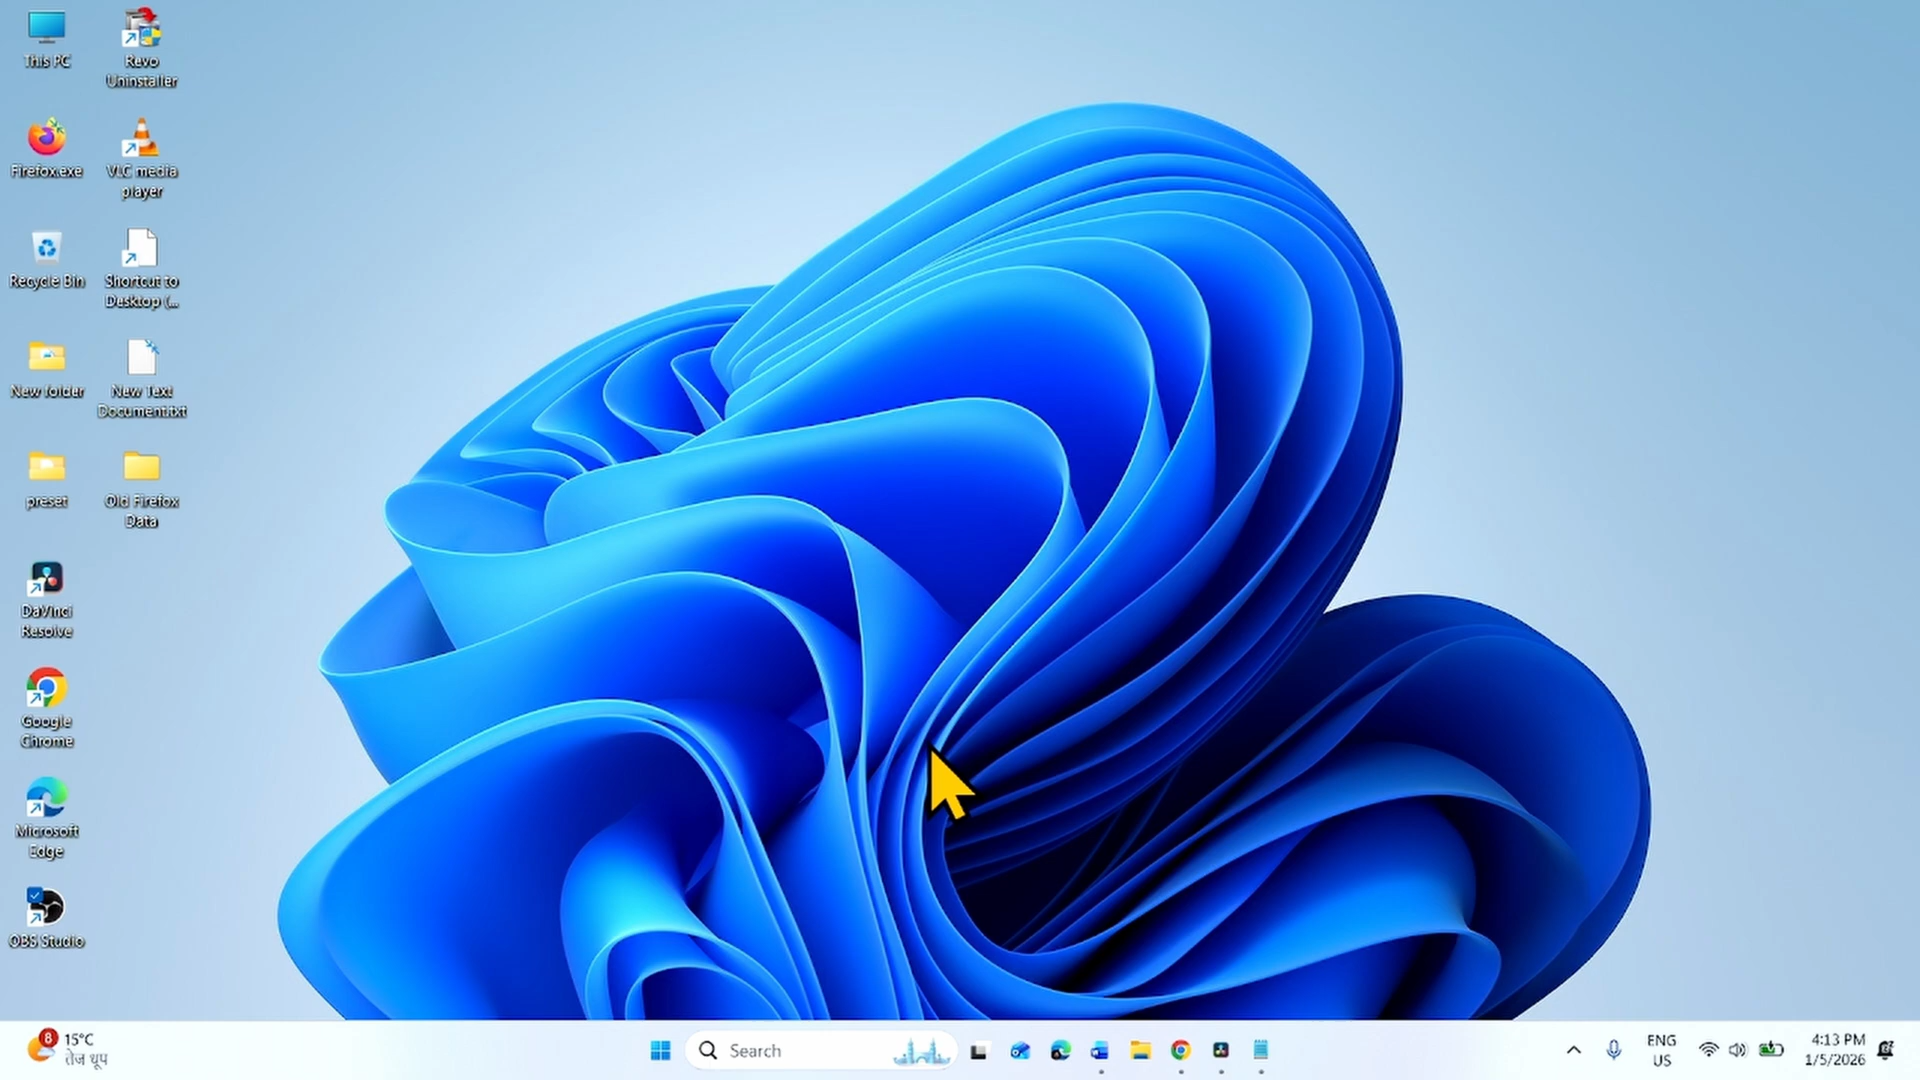 This PC
Revo
Uninstaller
Firefox.exe
VLC media
player
Recycle Bin
Shortcut to
Desktop (...
New folder
New Text
Document.txt
preset
Old Firefox
Data
DaVinci
Resolve
Google
Chrome
Microsoft
Edge
OBS Studio
8
15°C
तेज धूप
Search
ENG
US
4:13 PM
1/5/2026